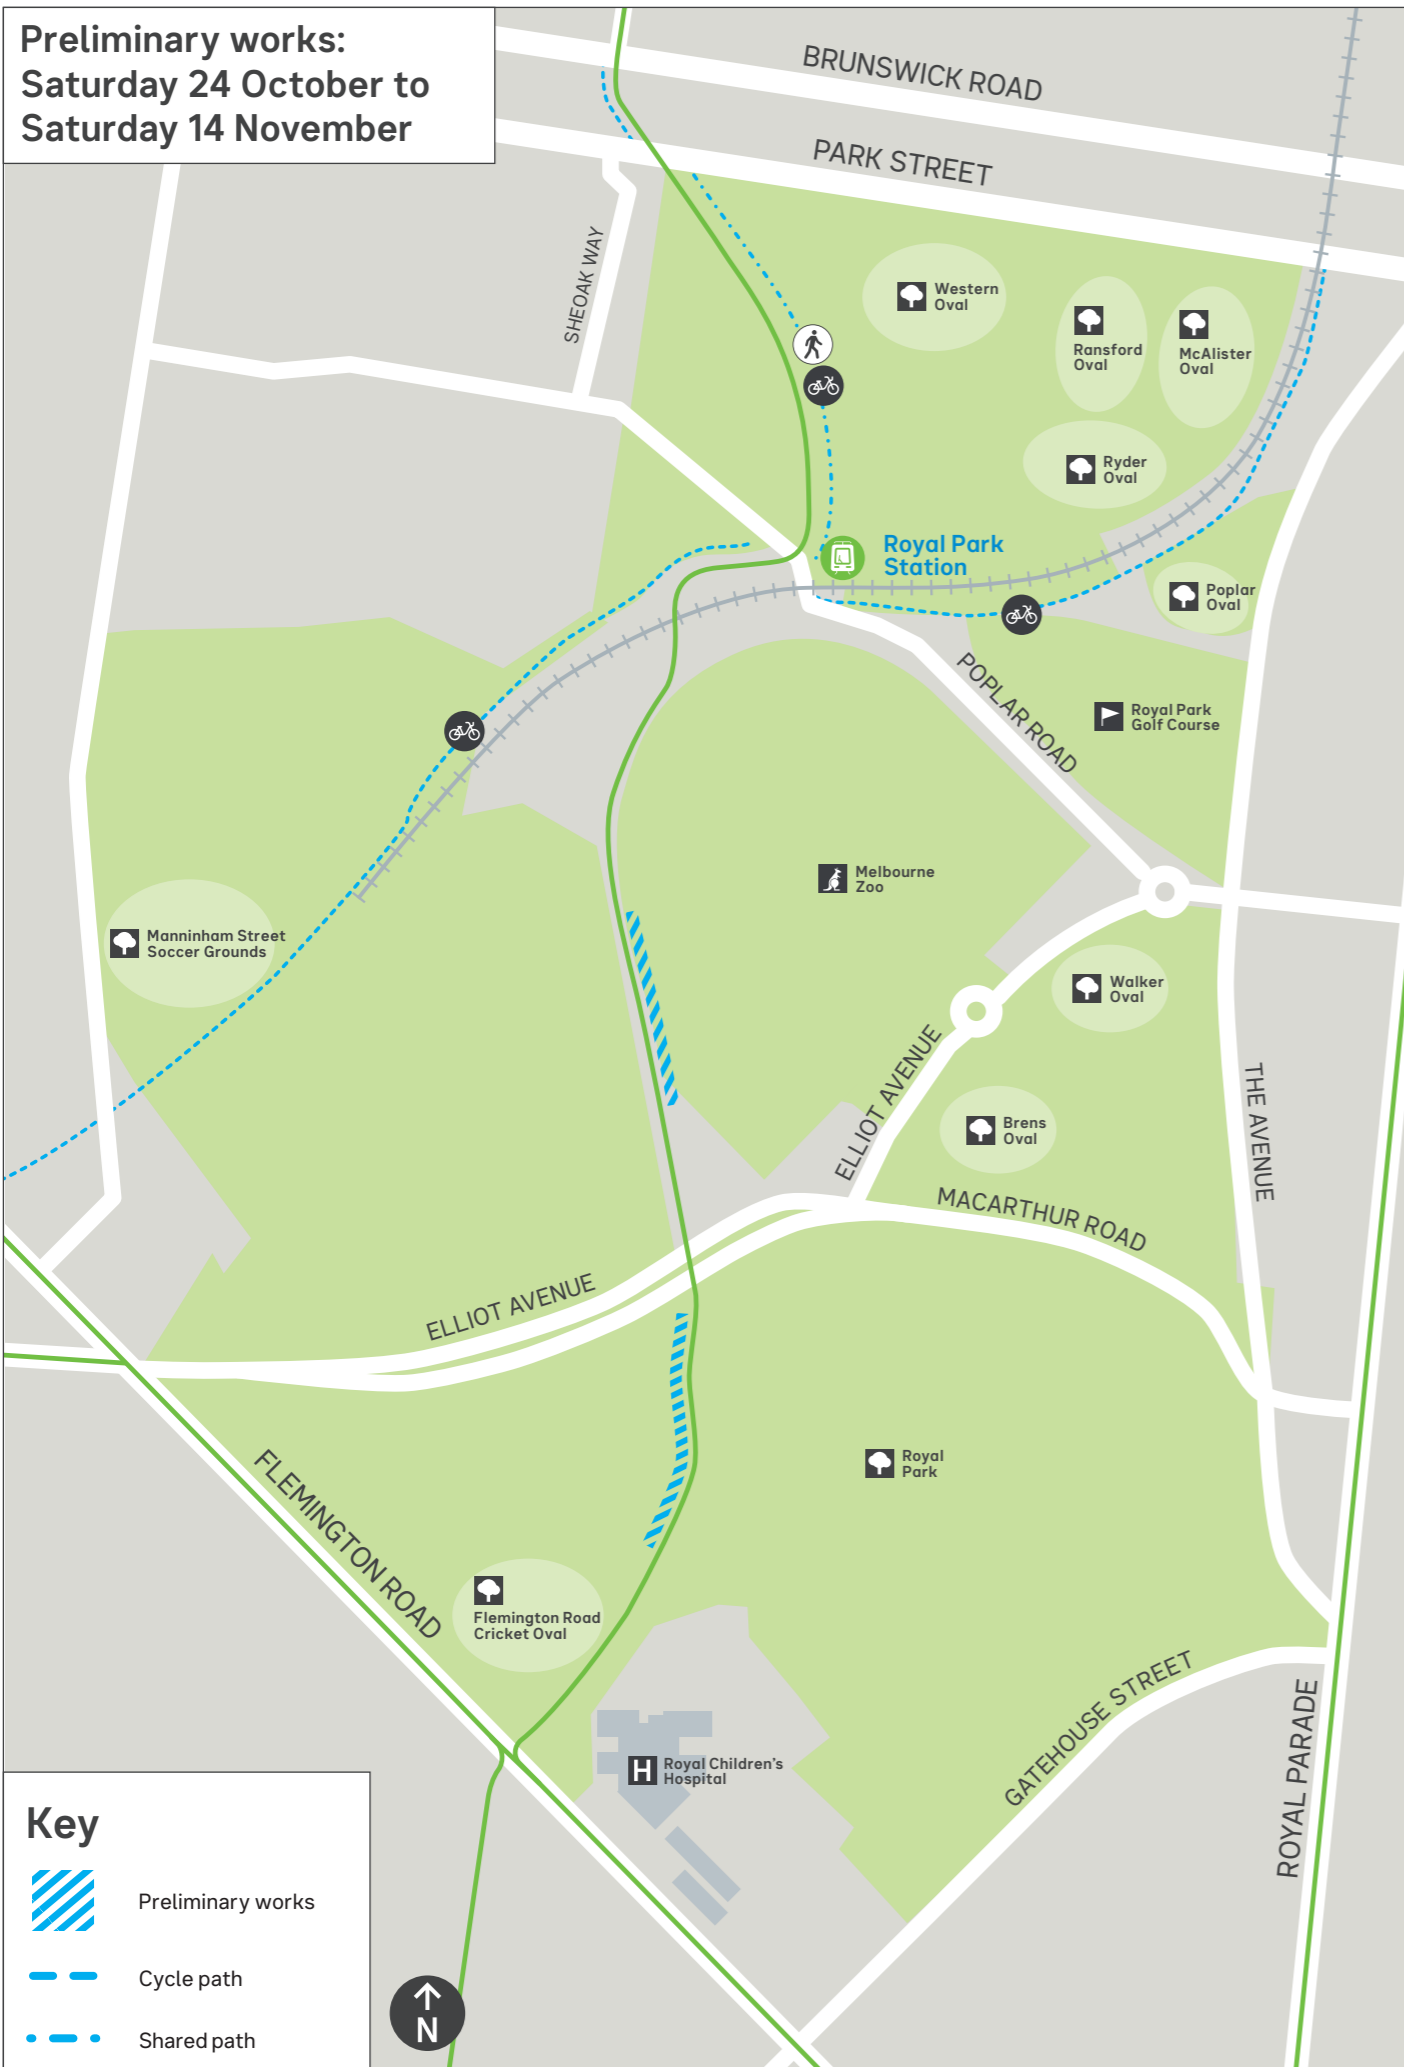 Preliminary works:
Saturday 24 October to
Saturday 14 November
BRUNSWICK ROAD
PARK STREET
SHEOAK WAY
Western
Oval
Ransford
Oval
McAlister
Oval
Ryder
Oval
Royal Park
Station
Poplar
Oval
POPLAR ROAD
Royal Park
Golf Course
Melbourne
Zoo
Manninham Street
Soccer Grounds
Walker
Oval
ELLIOT AVENUE
THE AVENUE
Brens
Oval
MACARTHUR ROAD
ELLIOT AVENUE
Royal
Park
FLEMINGTON ROAD
Flemington Road
Cricket Oval
GATEHOUSE STREET
ROYAL PARADE
H
Royal Children's
Hospital
Key
Preliminary works
Cycle path
Shared path
N